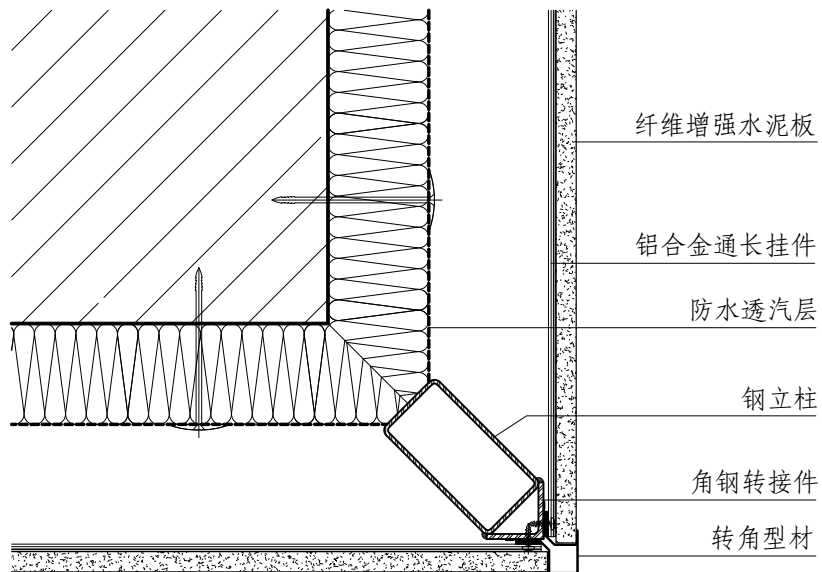 纤维增强水泥板
铝合金通长挂件
防水透汽层
钢立柱
角钢转接件
转角型材